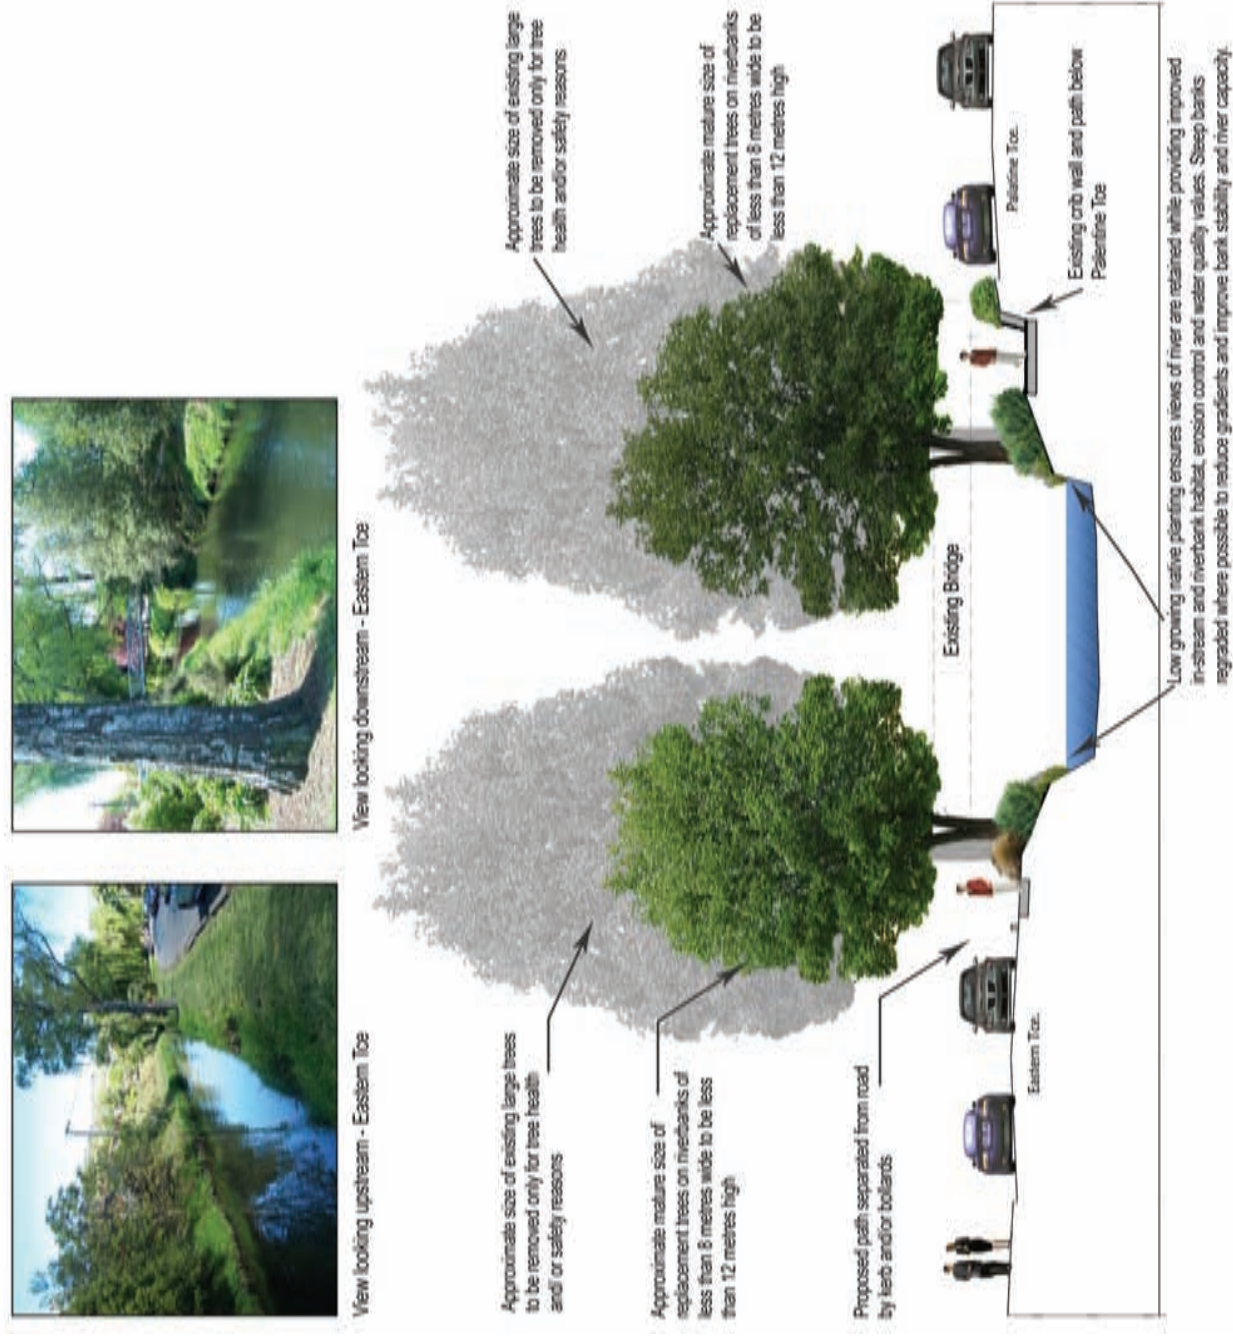 View looking upstream - Eastern Tce
View looking downstream - Eastern Tce
Approximate size of existing large trees
to be removed only for tree health
and/ or safety reasons
Approximate mature size of
replacement trees on riverbanks of
less than 8 metres wide to be less
than 12 metres high
Proposed path separated from road
by kerb and/or bollards
Approximate size of existing large
trees to be removed only for tree
health and/or safety reasons
Approximate mature size of
replacement trees on riverbanks
of less than 8 metres wide to be
less than 12 metres high
Existing Bridge
Eastern Tce.
Palatine Tce.
Existing crib wall and path below
Palentine Tce
Low growing native planting ensures views of river are retained while providing improved
in-stream and riverbank habitat, erosion control and water quality values. Steep banks
regraded where possible to reduce gradients and improve bank stability and river capacity.